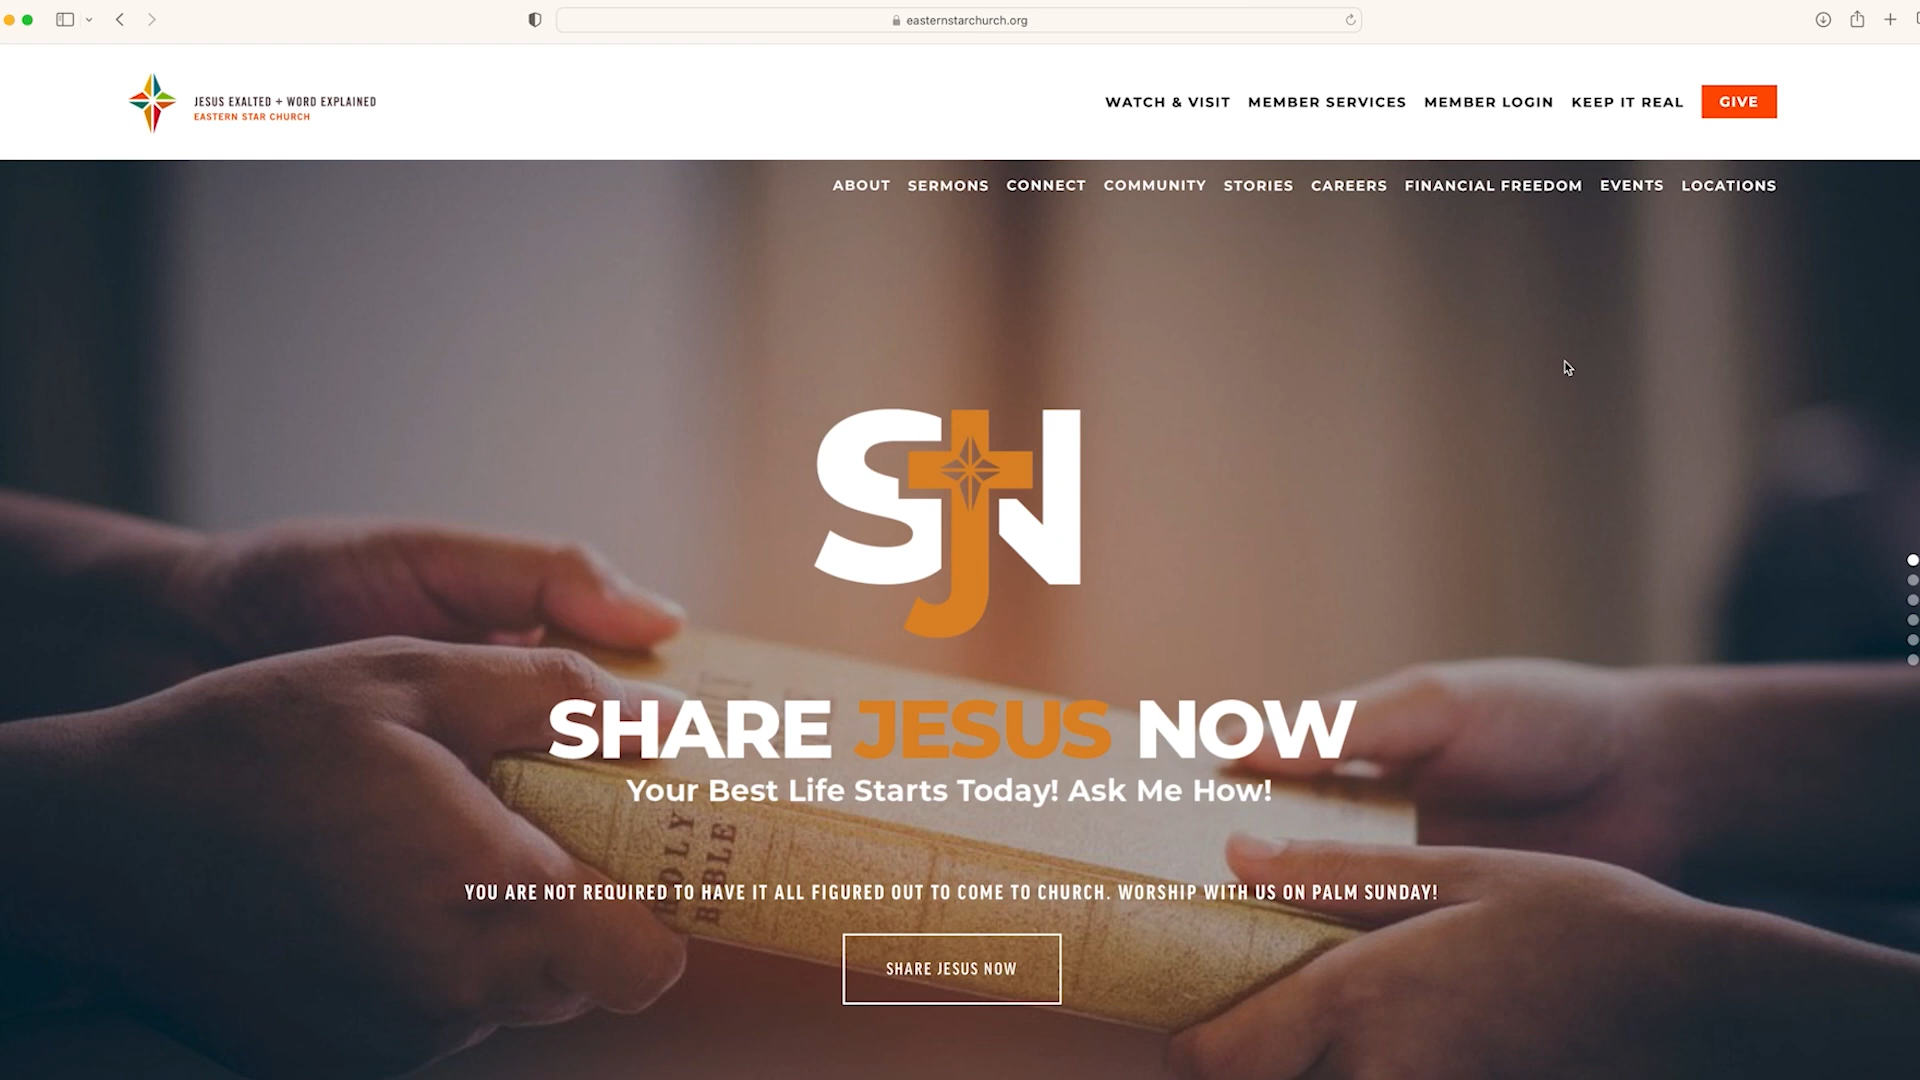 easternstarchurch.org
JESUS EXALTED + WORD EXPLAINED
EASTERN STAR CHURCH
WATCH & VISIT MEMBER SERVICES MEMBER LOGIN KEEP IT REAL GIVE
ABOUT SERMONS CONNECT COMMUNITY STORIES CAREERS FINANCIAL FREEDOM EVENTS LOCATIONS
SJN
SHARE JESUS NOW
Your Best Life Starts Today! Ask Me How!
HOLY
BIBLE
YOU ARE NOT REQUIRED TO HAVE IT ALL FIGURED OUT TO COME TO CHURCH. WORSHIP WITH US ON PALM SUNDAY!
SHARE JESUS NOW